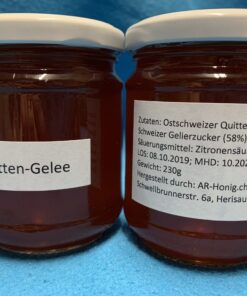 tten-Gelee
Zutaten: Ostschweizer Quitte
Schweizer Gelierzucker (58%)
Säuerungsmittel: Zitronensäu
LOS: 08.10.2019; MHD: 10.202
Gewicht: 230g
Hergestellt durch: AR-Honig.ch
Schwellbrunnerstr. 6a, Herisau